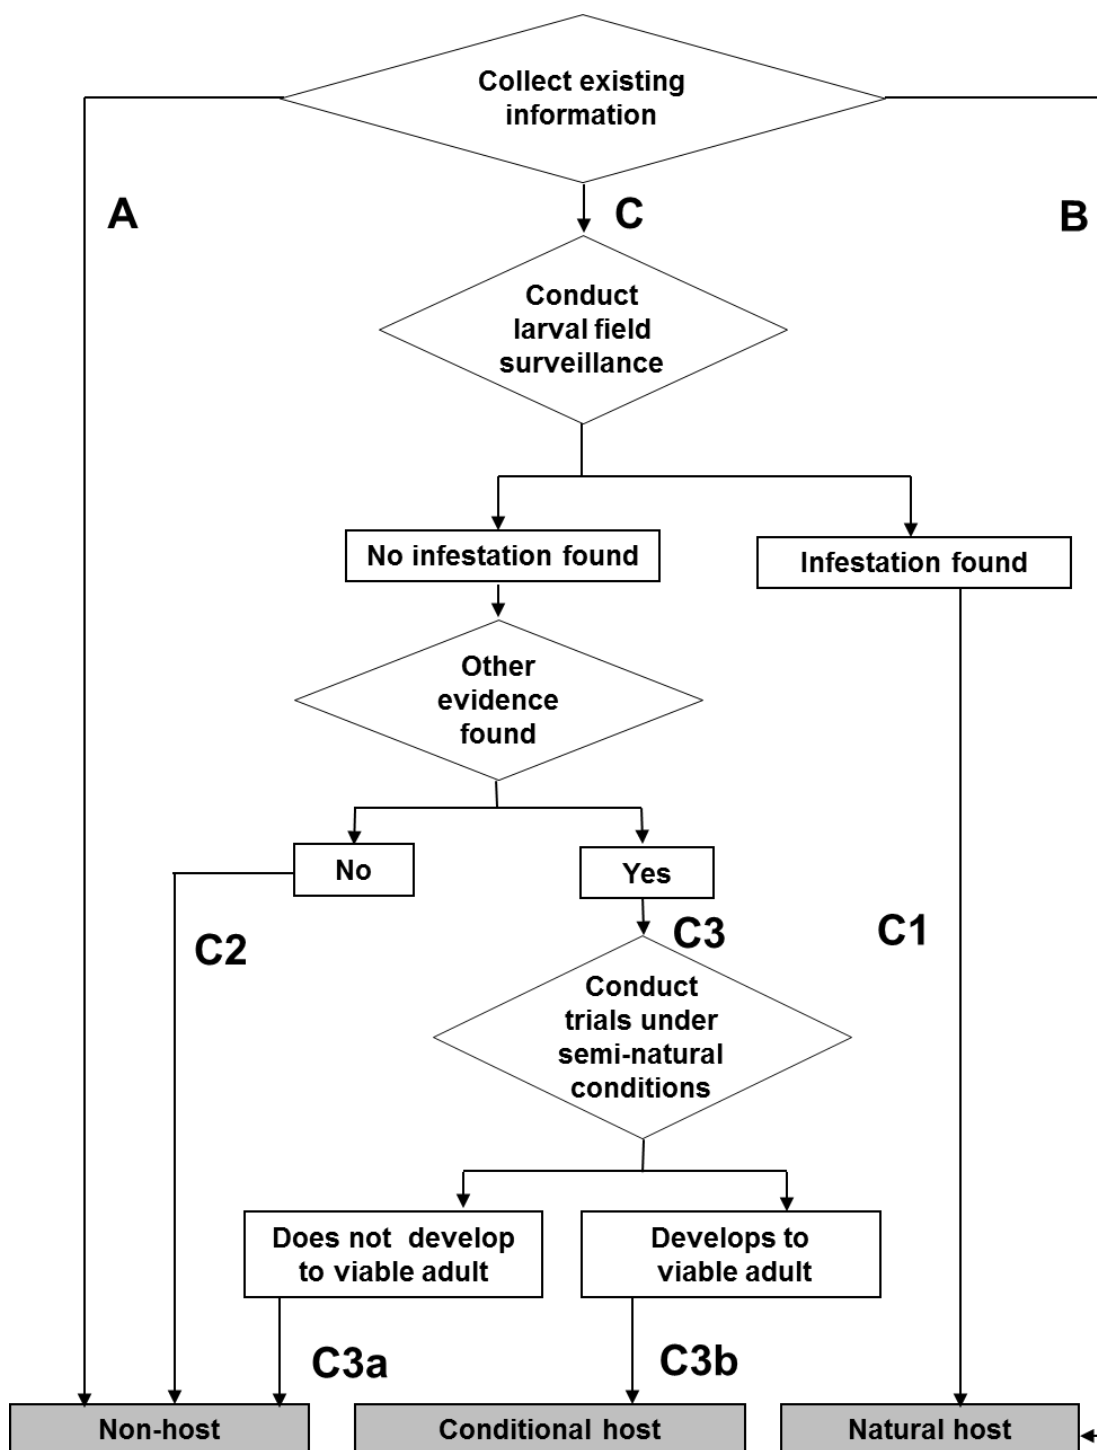 Collect existing
information
A
C
B
Conduct
larval field
surveillance
No infestation found
Infestation found
Other
evidence
found
No
Yes
C2
C3
C1
Conduct
trials under
semi-natural
conditions
Does not develop
to viable adult
Develops to
viable adult
C3a
C3b
Non-host
Conditional host
Natural host